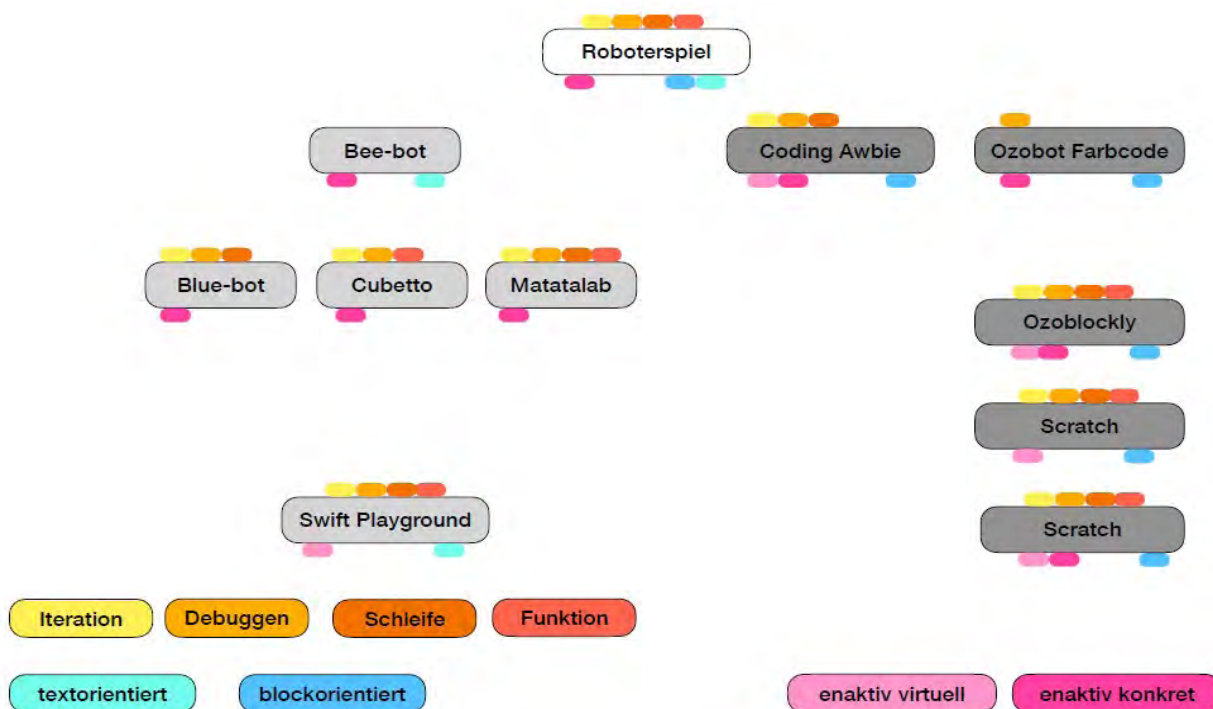 Roboterspiel
Bee-bot
Coding Awbie
Ozobot Farbcode
Blue-bot
Cubetto
Matatalab
Ozoblockly
Scratch
Swift Playground
Scratch
Iteration
Debuggen
Schleife
Funktion
textorientiert
blockorientiert
enaktiv virtuell
enaktiv konkret